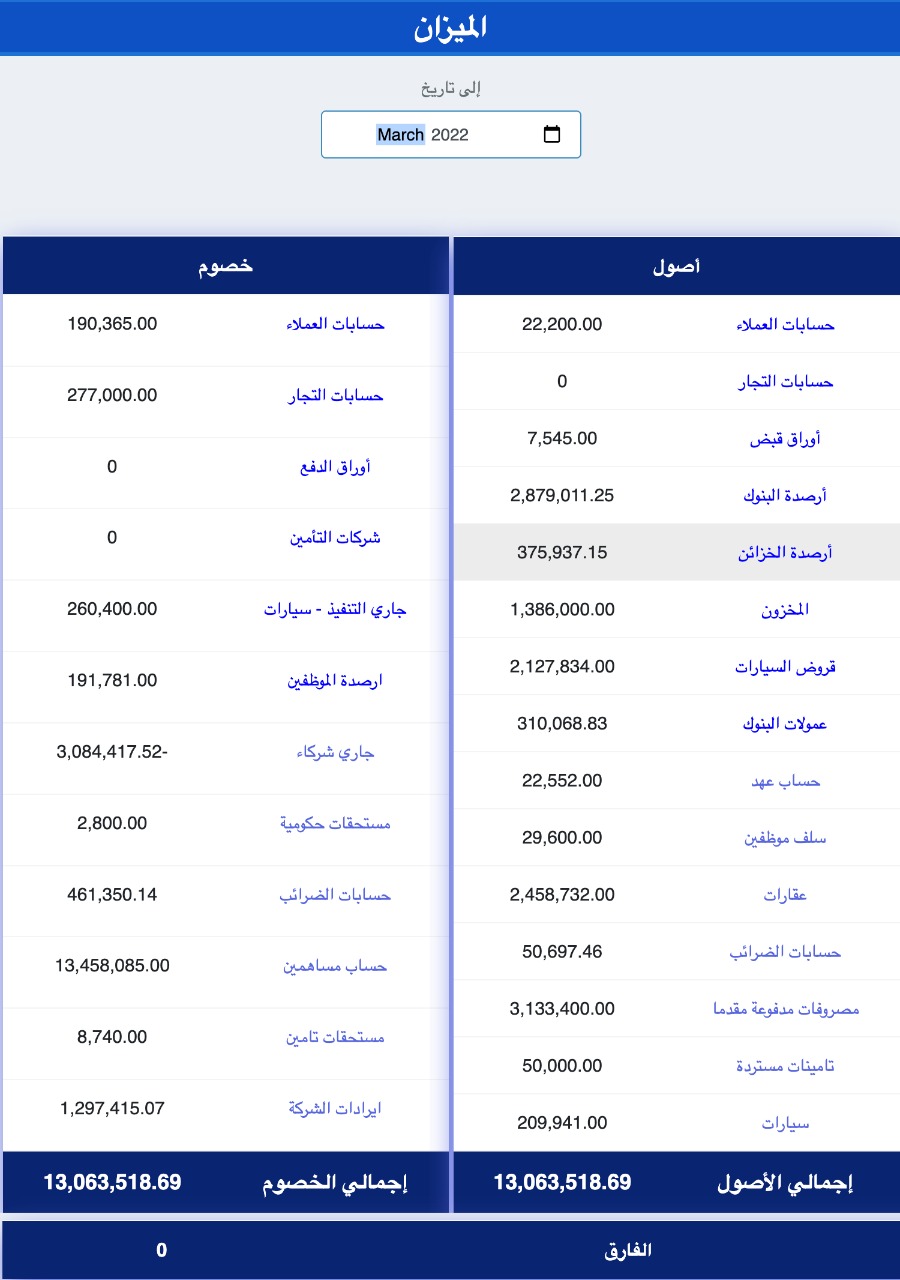 الميزان
إلى تاريخ
March 2022
أصول
حسابات العملاء 22,200.00
حسابات التجار 0
أوراق قبض 7,545.00
أرصدة البنوك 2,879,011.25
أرصدة الخزائن 375,937.15
المخزون 1,386,000.00
قروض السيارات 2,127,834.00
عمولات البنوك 310,068.83
حساب عهد 22,552.00
سلف موظفين 29,600.00
عقارات 2,458,732.00
حسابات الضرائب 50,697.46
مصروفات مدفوعة مقدما 3,133,400.00
تامينات مستردة 50,000.00
سيارات 209,941.00
إجمالي الأصول 13,063,518.69
خصوم
حسابات العملاء 190,365.00
حسابات التجار 277,000.00
أوراق الدفع 0
شركات التأمين 0
جاري التنفيذ - سيارات 260,400.00
ارصدة الموظفين 191,781.00
جاري شركاء 3,084,417.52-
مستحقات حكومية 2,800.00
حسابات الضرائب 461,350.14
حساب مساهمين 13,458,085.00
مستحقات تامين 8,740.00
ايرادات الشركة 1,297,415.07
إجمالي الخصوم 13,063,518.69
الفارق 0